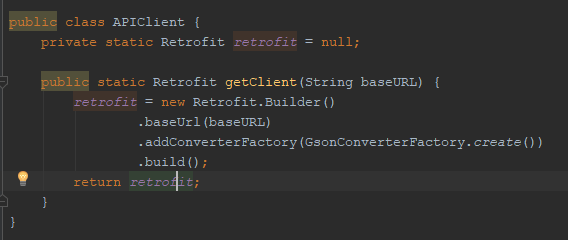 public class APIClient {
private static Retrofit retrofit = null;
public static Retrofit getClient(String baseURL) {
retrofit = new Retrofit.Builder()
.baseUrl(baseURL)
.addConverterFactory(GsonConverterFactory.create())
.build();
return retrofit;
}
}